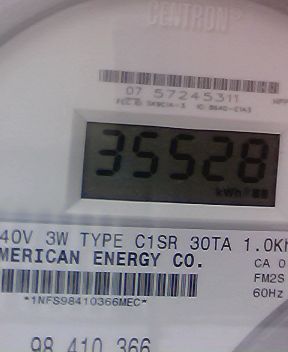 CENTRON®
07 57245311
35528
kWh
40V 3W TYPE C1SR 30TA 1.0Kh
MERICAN ENERGY CO.
CA 0
FM2S
*1NFS98410366MEC*
60Hz
98 410 366